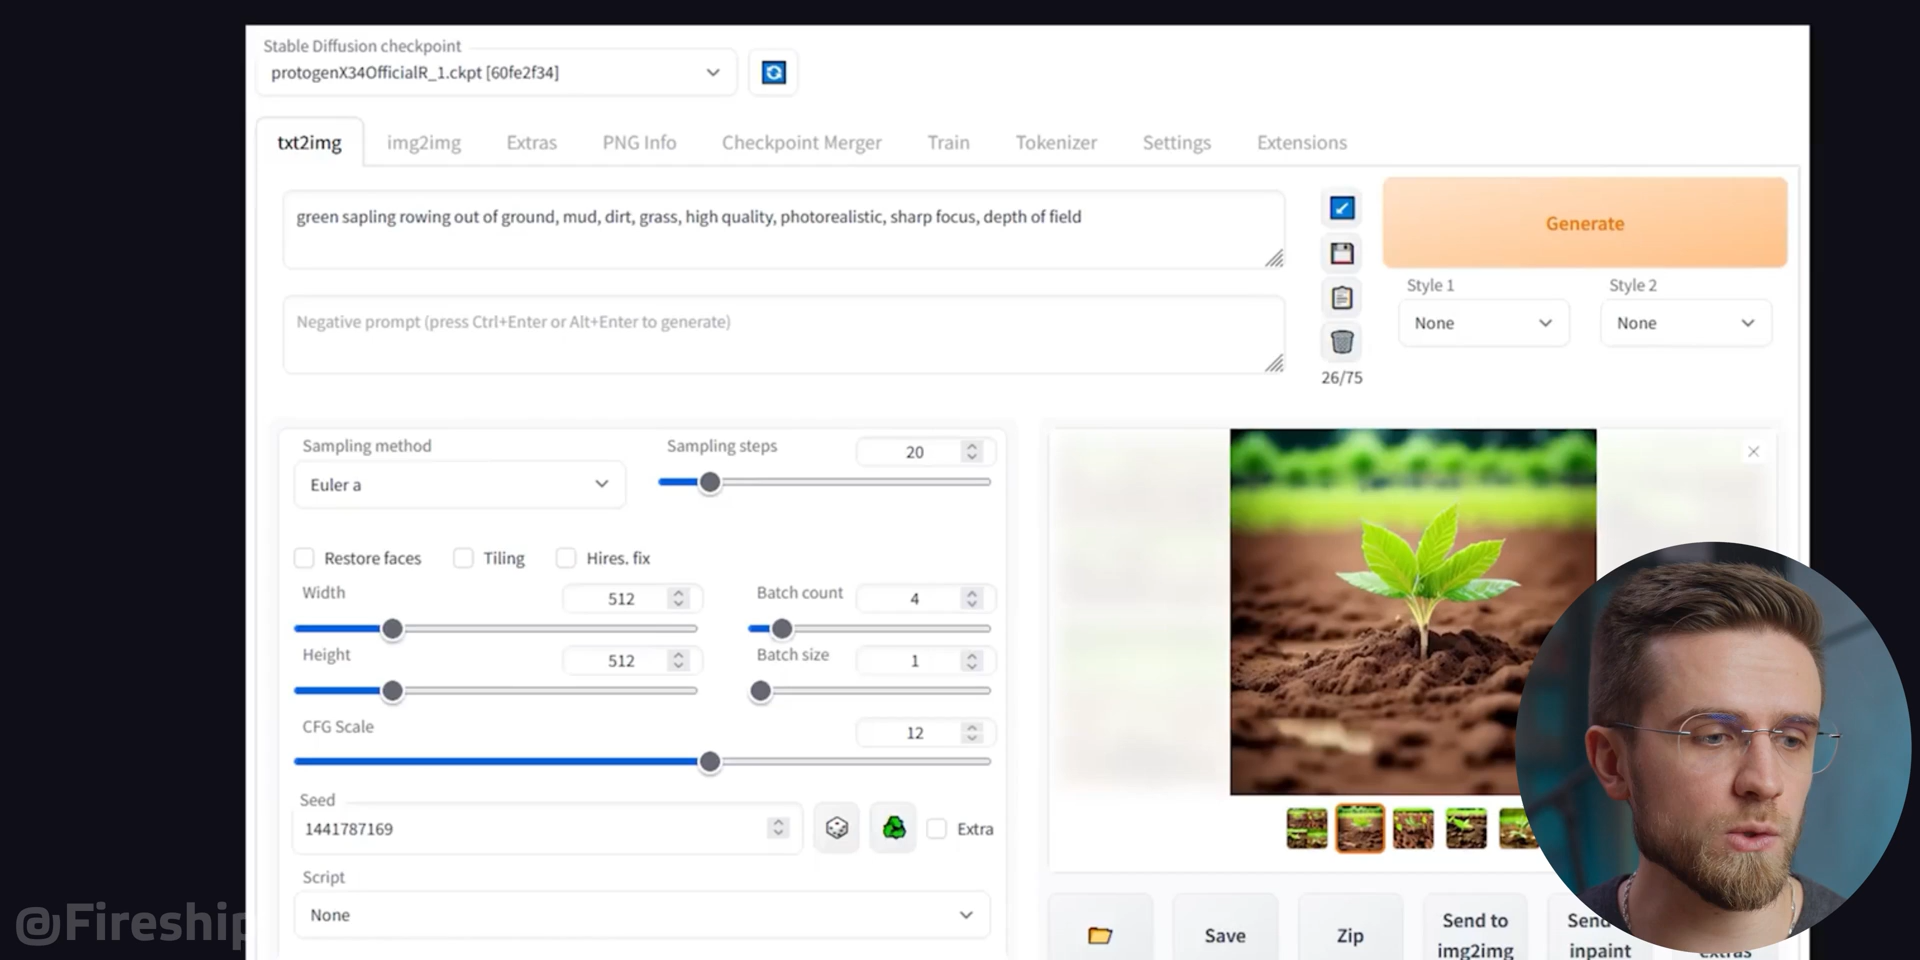 Stable Diffusion checkpoint
protogenX34OfficialR_1.ckpt [60fe2f34]
txt2img img2img Extras PNG Info Checkpoint Merger Train Tokenizer Settings Extensions
green sapling rowing out of ground, mud, dirt, grass, high quality, photorealistic, sharp focus, depth of field
Generate
Style 1 Style 2
Negative prompt (press Ctrl+Enter or Alt+Enter to generate)
None None
26/75
Sampling method Sampling steps 20
Euler a
Restore faces Tiling Hires. fix
Width 512 Batch count 4
Height 512 Batch size 1
CFG Scale 12
Seed
1441787169 Extra
Script
None
@Fireship
Save Zip Send to img2img Send inpaint extras